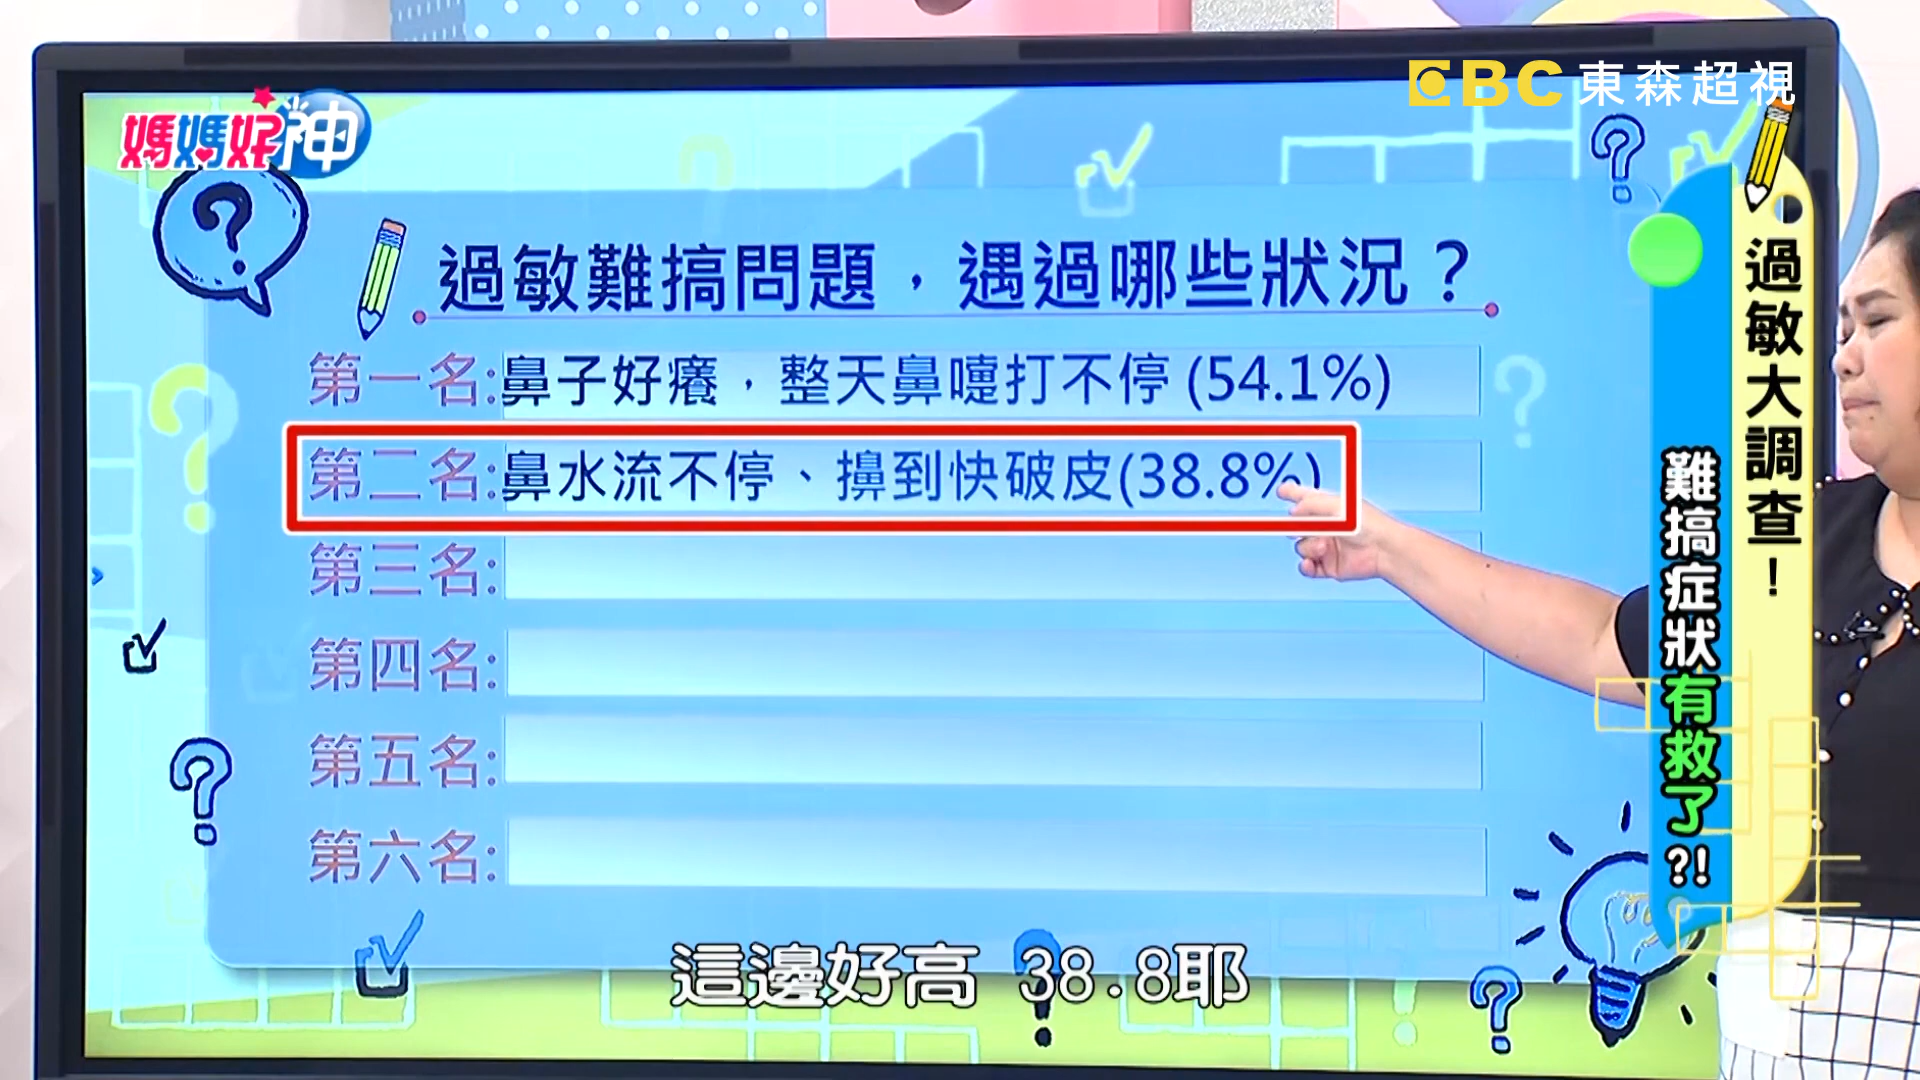 EBC 東森超視
媽媽好神
過敏難搞問題，遇過哪些狀況？
第一名:鼻子好癢，整天鼻嚏打不停(54.1%)
第二名:鼻水流不停、擤到快破皮(38.8%)
第三名:
第四名:
第五名:
第六名:
過敏大調查！
難搞症狀有救了?!
這邊好高 38.8耶